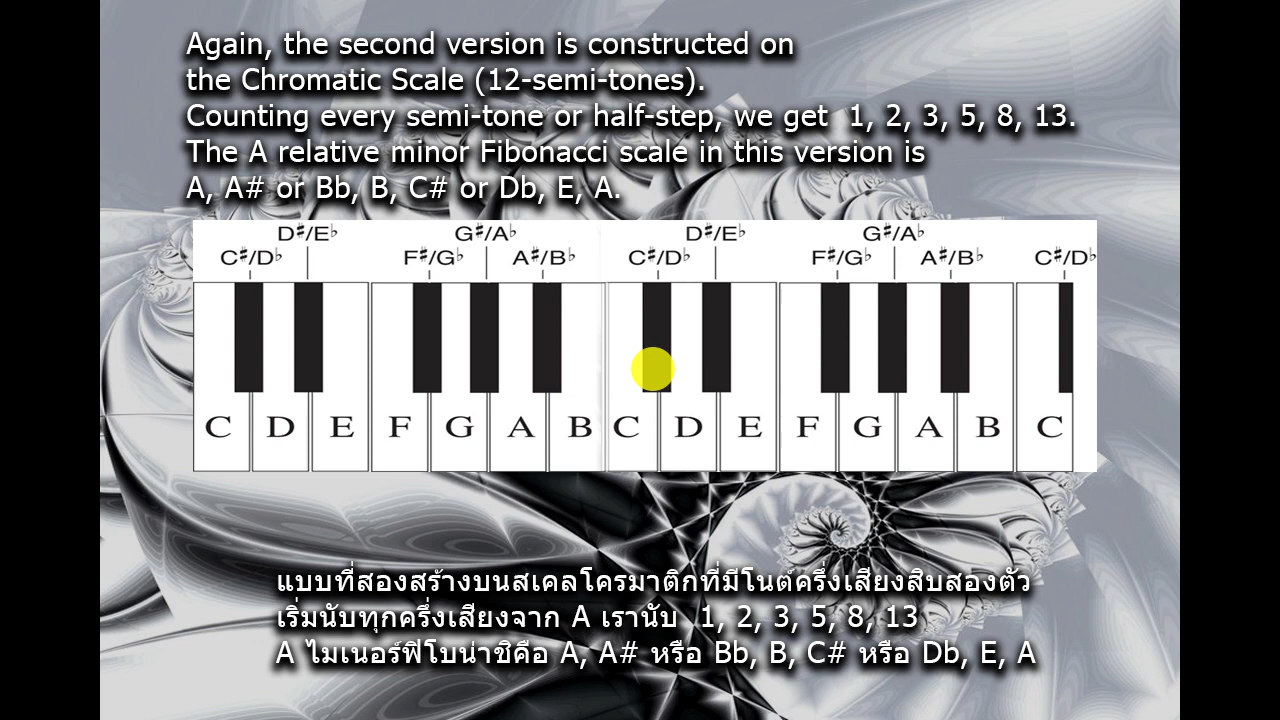 Again, the second version is constructed on
the Chromatic Scale (12-semi-tones).
Counting every semi-tone or half-step, we get  1, 2, 3, 5, 8, 13.
The A relative minor Fibonacci scale in this version is
A, A# or Bb, B, C# or Db, E, A.
D♯/E♭ G♯/A♭ D♯/E♭ G♯/A♭
C♯/D♭ F♯/G♭ A♯/B♭ C♯/D♭ F♯/G♭ A♯/B♭ C♯/D♭
C D E F G A B C D E F G A B C
แบบที่สองสร้างบนสเคลโครมาติกที่มีโนต์ครึ่งเสียงสิบสองตัว
เริ่มนับทุกครึ่งเสียงจาก A เรานับ  1, 2, 3, 5, 8, 13
A ไมเนอร์ฟีโบน่าชิคือ A, A# หรือ Bb, B, C# หรือ Db, E, A